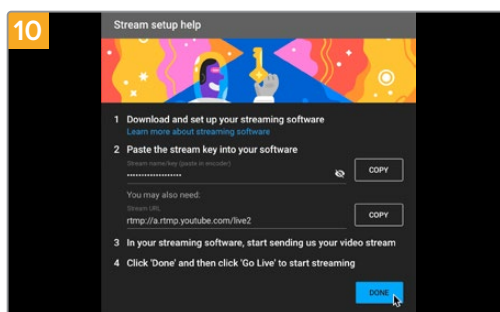 10
Stream setup help
1 Download and set up your streaming software
Learn more about streaming software
2 Paste the stream key into your software
Stream name/key (paste in encoder)
••••••••••••••••••• COPY
You may also need:
Stream URL
rtmp://a.rtmp.youtube.com/live2 COPY
3 In your streaming software, start sending us your video stream
4 Click 'Done' and then click 'Go Live' to start streaming
DONE